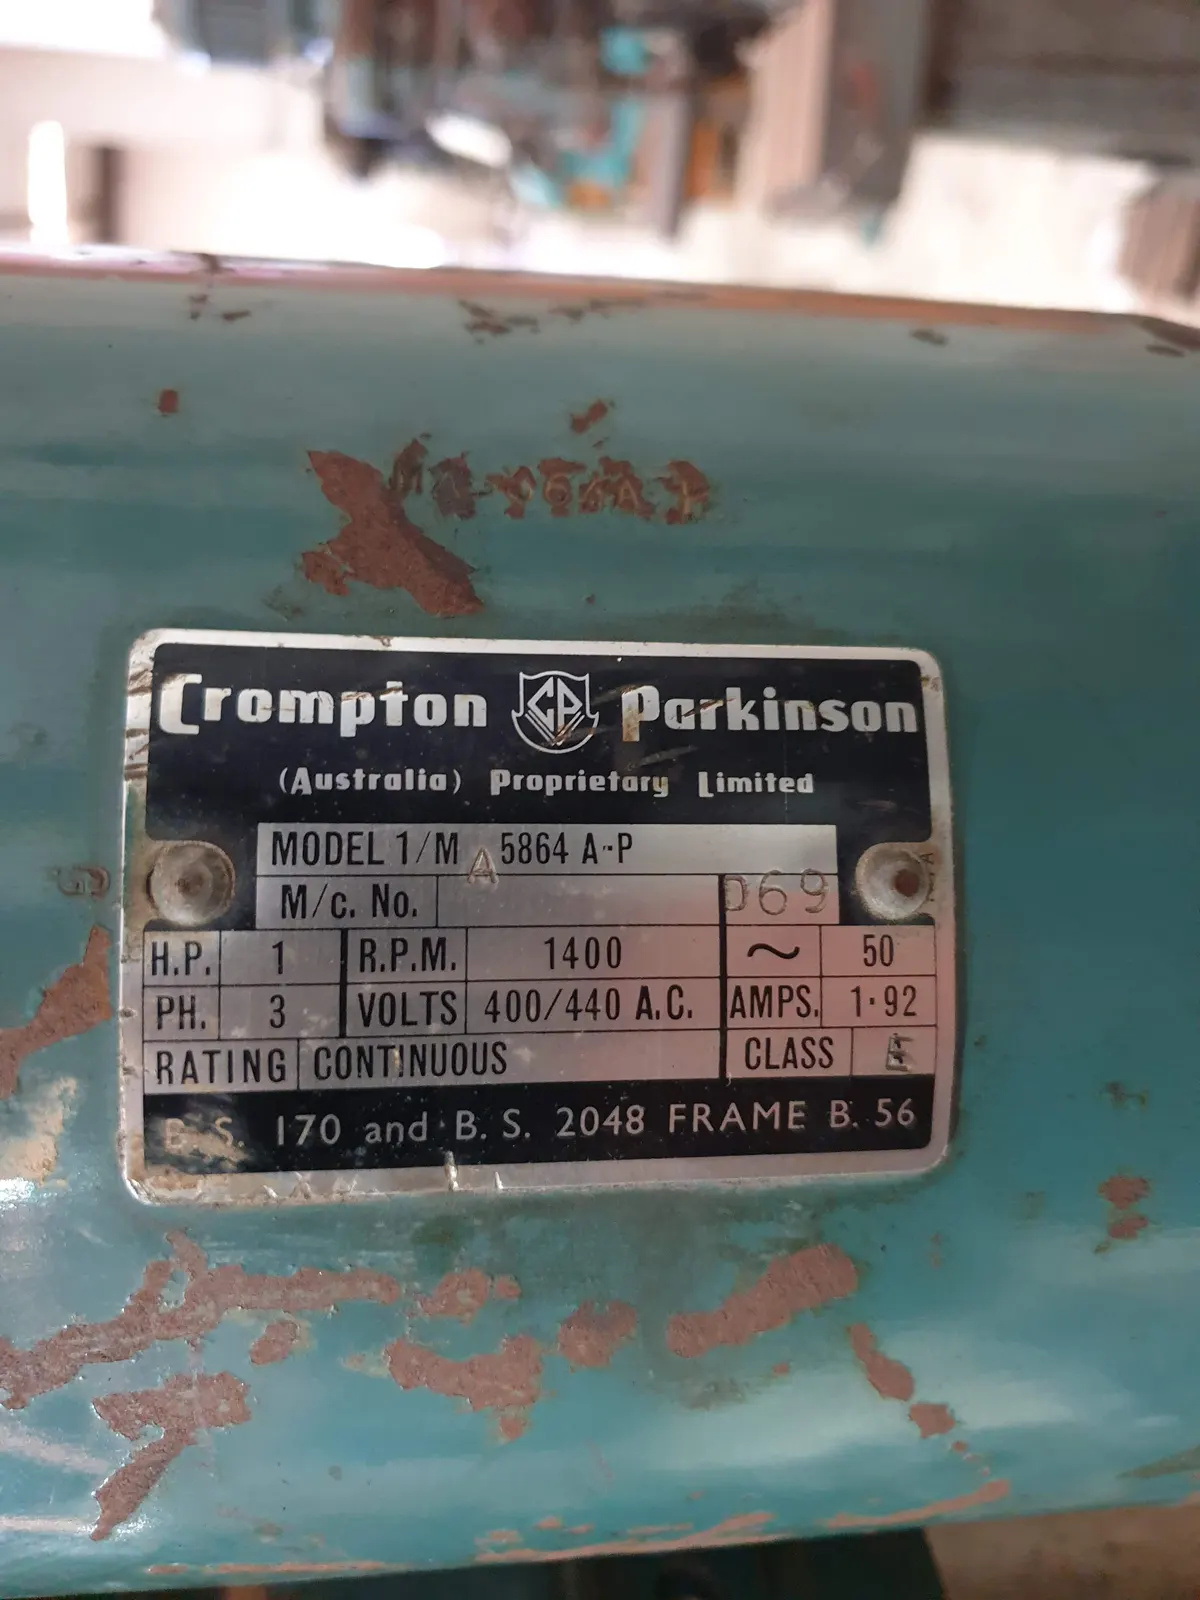 Crompton CP Parkinson
(Australia) Proprietary Limited
MODEL 1/M A 5864 A-P
M/c. No. D69
H.P. 1 R.P.M. 1400 ~ 50
PH. 3 VOLTS 400/440 A.C. AMPS. 1·92
RATING CONTINUOUS CLASS E
B. S. 170 and B. S. 2048 FRAME B. 56